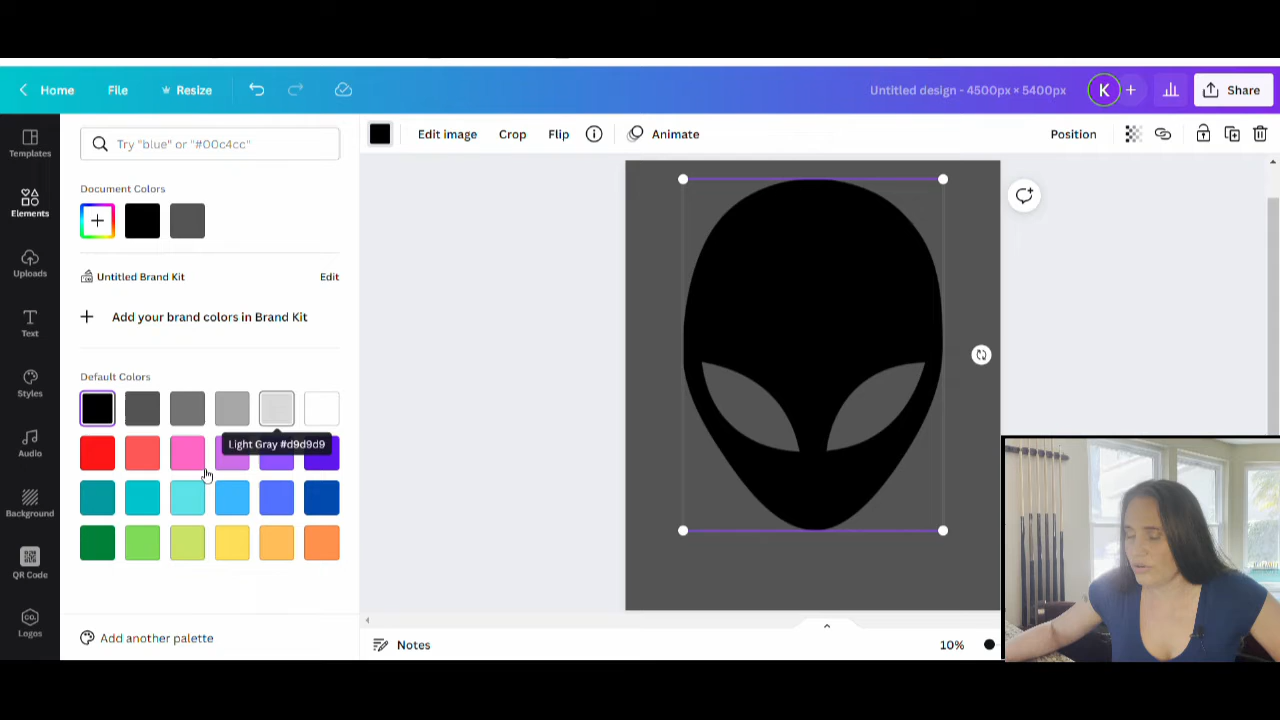 Home
File
Resize
Untitled design - 4500px × 5400px
K
+
Share
Templates
Elements
Uploads
Text
Styles
Audio
Background
QR Code
CO.
Logos
Try "blue" or "#00c4cc"
Edit image
Crop
Flip
Animate
Position
Document Colors
Untitled Brand Kit
Edit
Add your brand colors in Brand Kit
Default Colors
Light Gray #d9d9d9
Add another palette
Notes
10%